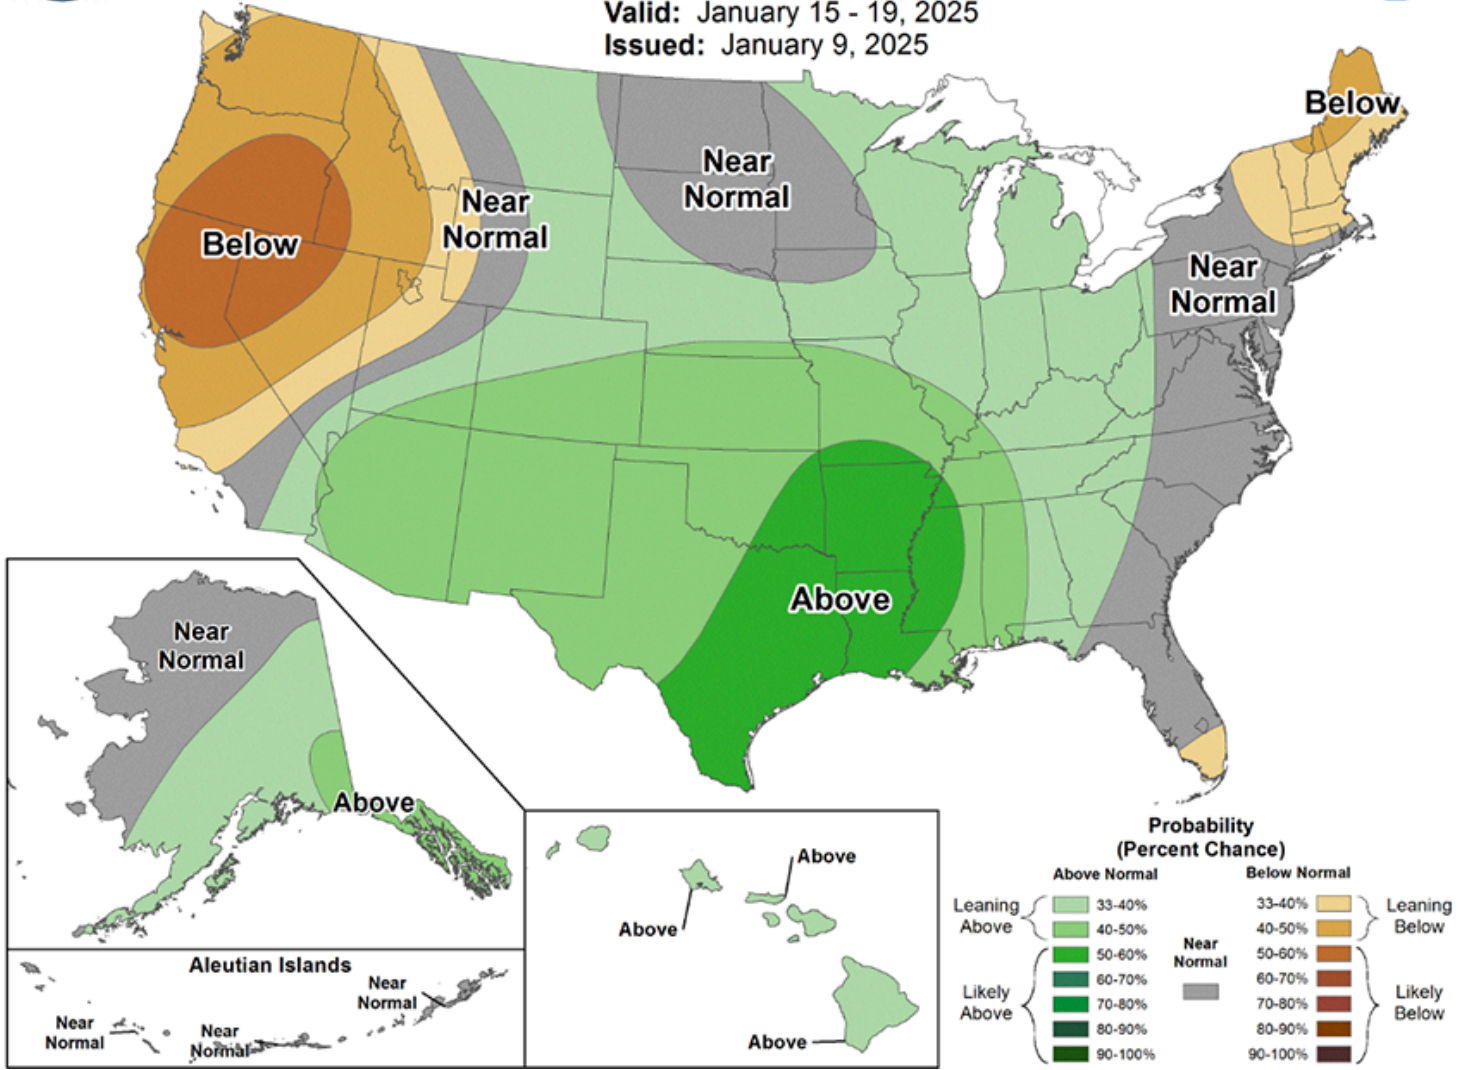 Valid: January 15 - 19, 2025
Issued: January 9, 2025
Below
Near
Normal
Below
Near
Normal
Near
Normal
Above
Near
Normal
Above
Aleutian Islands
Near
Normal
Near
Normal
Near
Normal
Above
Above
Above
Probability
(Percent Chance)
Above Normal
Below Normal
Leaning
Above
33-40%
40-50%
Likely
Above
50-60%
60-70%
70-80%
80-90%
90-100%
Near
Normal
33-40%
40-50%
Leaning
Below
50-60%
60-70%
70-80%
80-90%
90-100%
Likely
Below